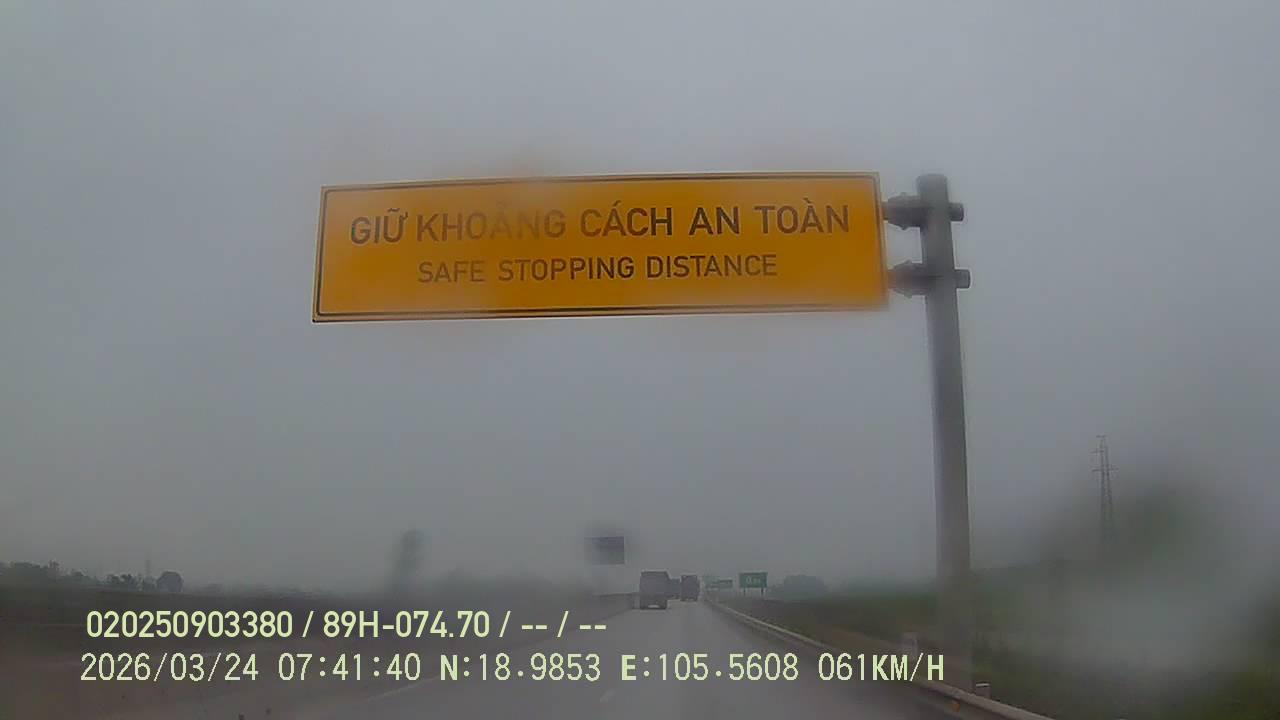 GIỮ KHOẢNG CÁCH AN TOÀN
SAFE STOPPING DISTANCE
020250903380 / 89H-074.70 / -- / --
2026/03/24 07:41:40 N:18.9853 E:105.5608 061KM/H